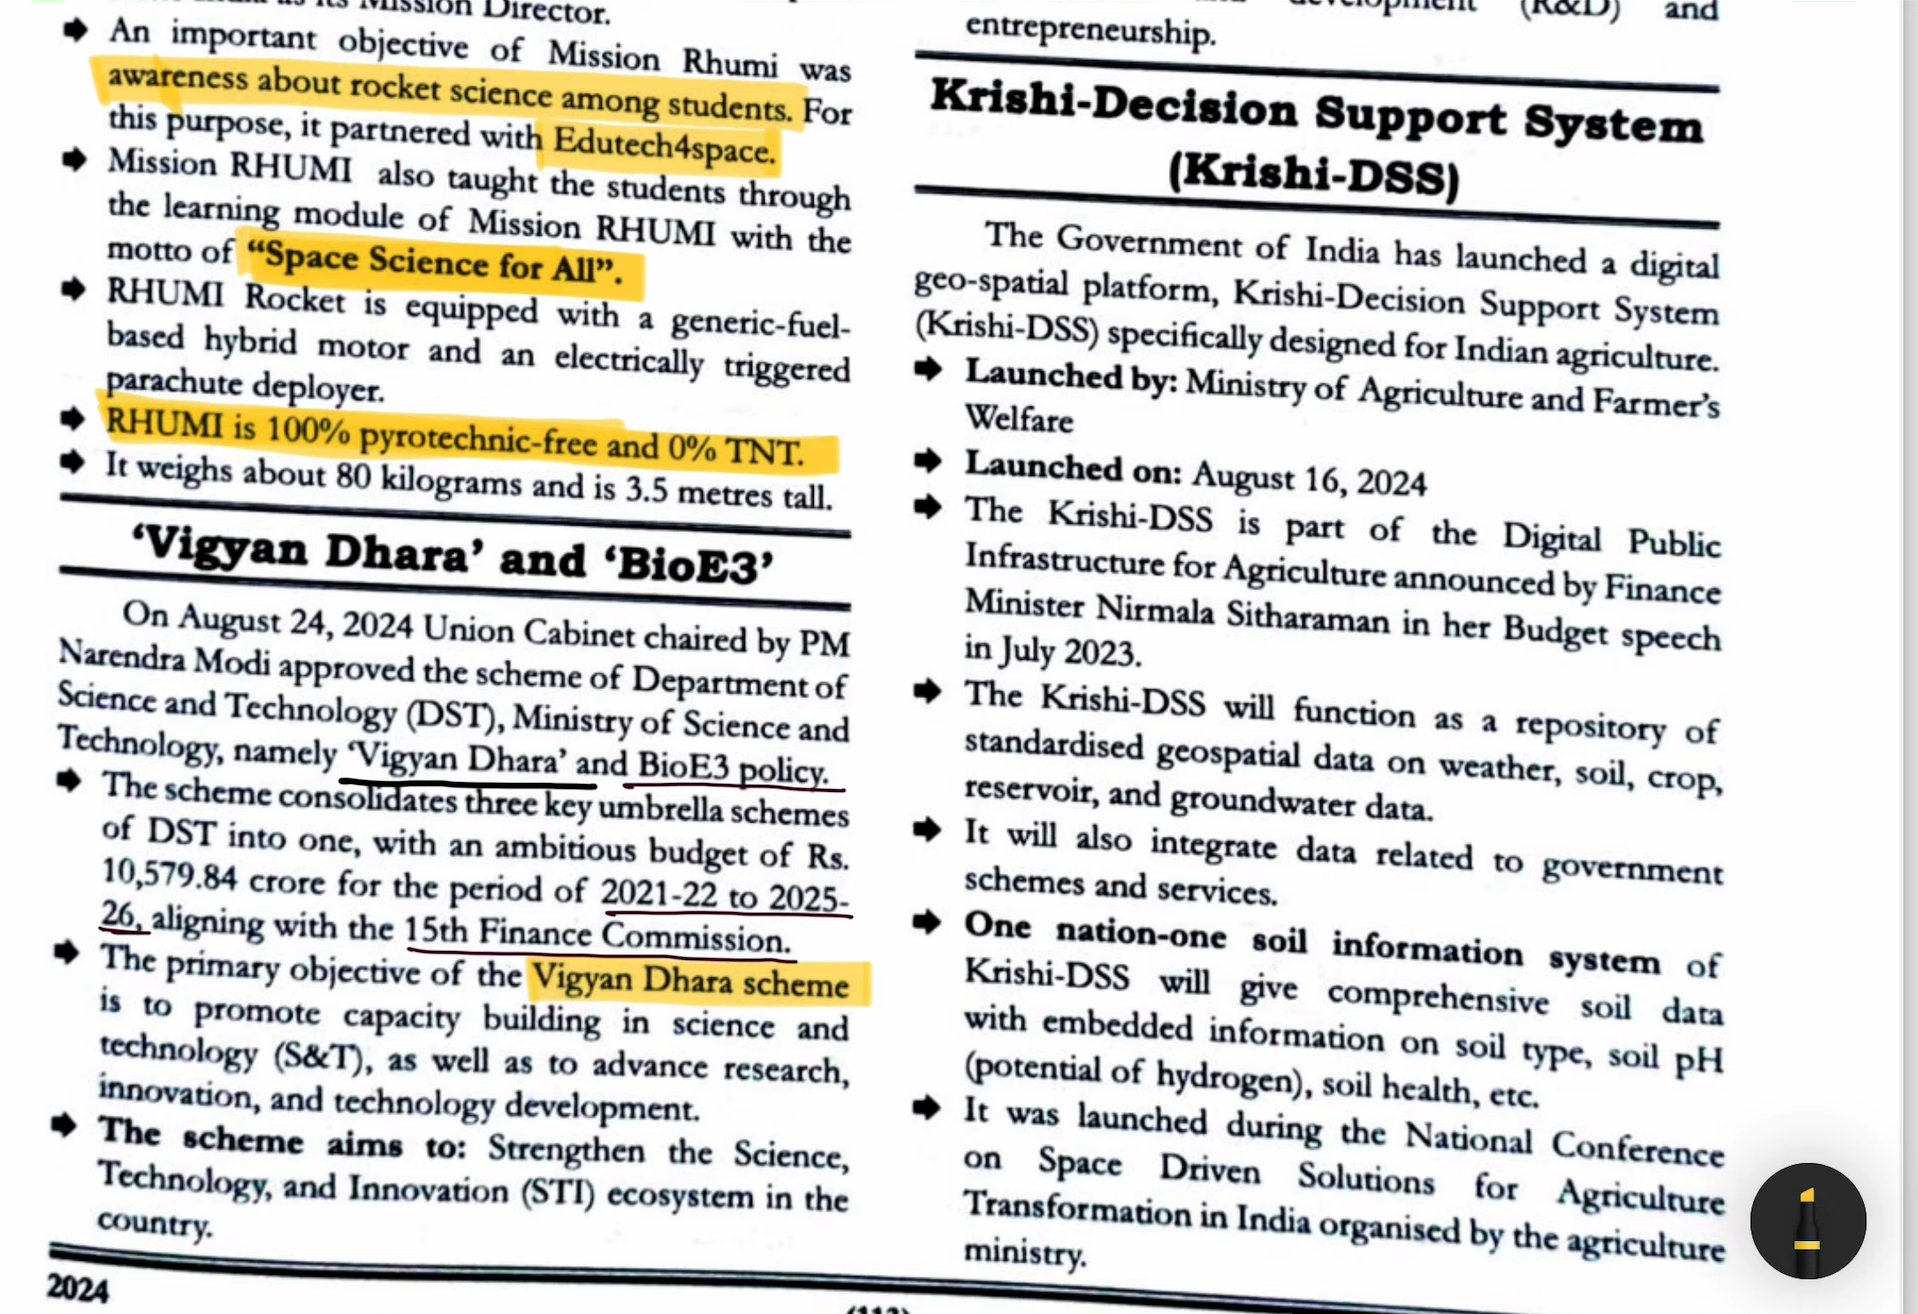 Mission Director.
➔ An important objective of Mission Rhumi was
awareness about rocket science among students. For
this purpose, it partnered with Edutech4space.
➔ Mission RHUMI also taught the students through
the learning module of Mission RHUMI with the
motto of “Space Science for All”.
➔ RHUMI Rocket is equipped with a generic-fuel-
based hybrid motor and an electrically triggered
parachute deployer.
➔ RHUMI is 100% pyrotechnic-free and 0% TNT.
➔ It weighs about 80 kilograms and is 3.5 metres tall.
‘Vigyan Dhara’ and ‘BioE3’
On August 24, 2024 Union Cabinet chaired by PM
Narendra Modi approved the scheme of Department of
Science and Technology (DST), Ministry of Science and
Technology, namely ‘Vigyan Dhara’ and BioE3 policy.
➔ The scheme consolidates three key umbrella schemes
of DST into one, with an ambitious budget of Rs.
10,579.84 crore for the period of 2021-22 to 2025-
26, aligning with the 15th Finance Commission.
➔ The primary objective of the Vigyan Dhara scheme
is to promote capacity building in science and
technology (S&T), as well as to advance research,
innovation, and technology development.
➔ The scheme aims to: Strengthen the Science,
Technology, and Innovation (STI) ecosystem in the
country.
2024
(R&D) and
entrepreneurship.
Krishi-Decision Support System
(Krishi-DSS)
The Government of India has launched a digital
geo-spatial platform, Krishi-Decision Support System
(Krishi-DSS) specifically designed for Indian agriculture.
➔ Launched by: Ministry of Agriculture and Farmer’s
Welfare
➔ Launched on: August 16, 2024
➔ The Krishi-DSS is part of the Digital Public
Infrastructure for Agriculture announced by Finance
Minister Nirmala Sitharaman in her Budget speech
in July 2023.
➔ The Krishi-DSS will function as a repository of
standardised geospatial data on weather, soil, crop,
reservoir, and groundwater data.
➔ It will also integrate data related to government
schemes and services.
➔ One nation-one soil information system of
Krishi-DSS will give comprehensive soil data
with embedded information on soil type, soil pH
(potential of hydrogen), soil health, etc.
➔ It was launched during the National Conference
on Space Driven Solutions for Agriculture
Transformation in India organised by the agriculture
ministry.